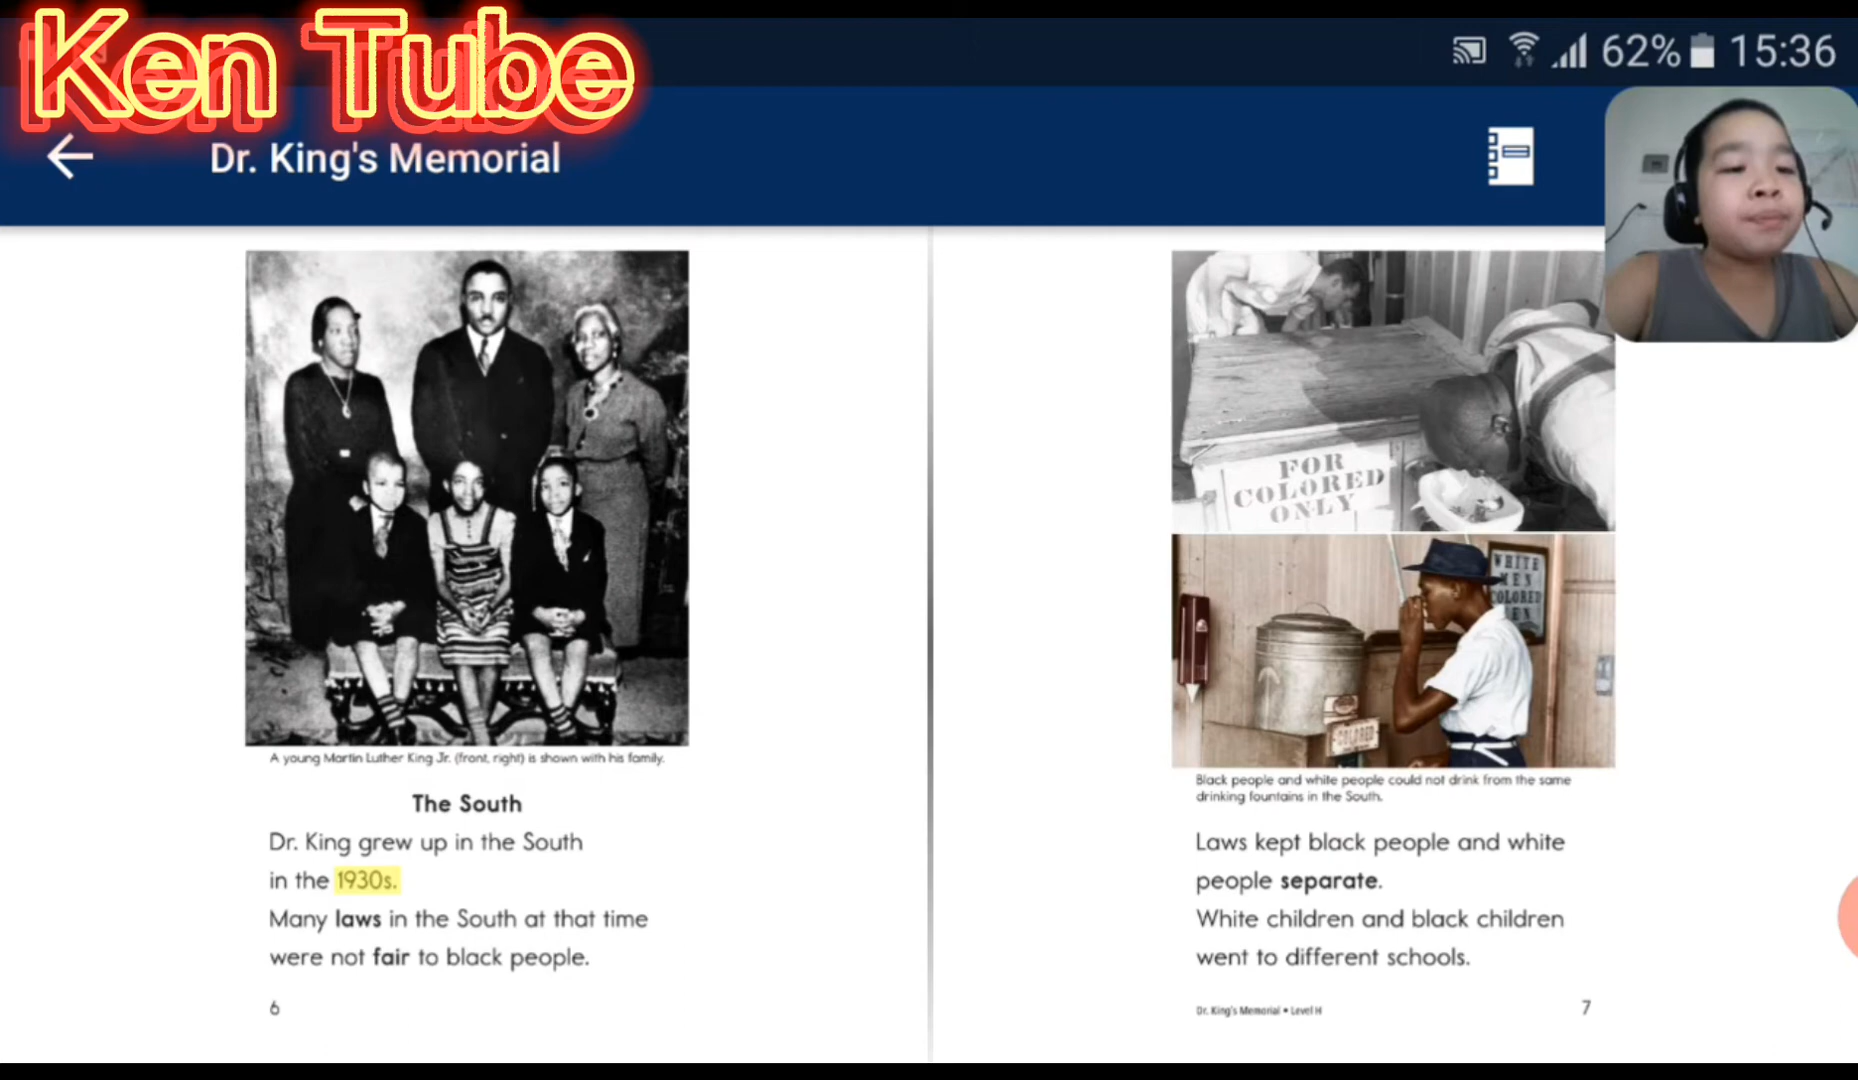 Ken Tube
62% 15:36
Dr. King's Memorial
FOR
COLORED
ONLY
WHITE
MEN
COLORED
COLORED
A young Martin Luther King Jr. (front, right) is shown with his family.
The South
Dr. King grew up in the South
in the 1930s.
Many laws in the South at that time
were not fair to black people.
6
Black people and white people could not drink from the same
drinking fountains in the South.
Laws kept black people and white
people separate.
White children and black children
went to different schools.
Dr. King's Memorial • Level H
7